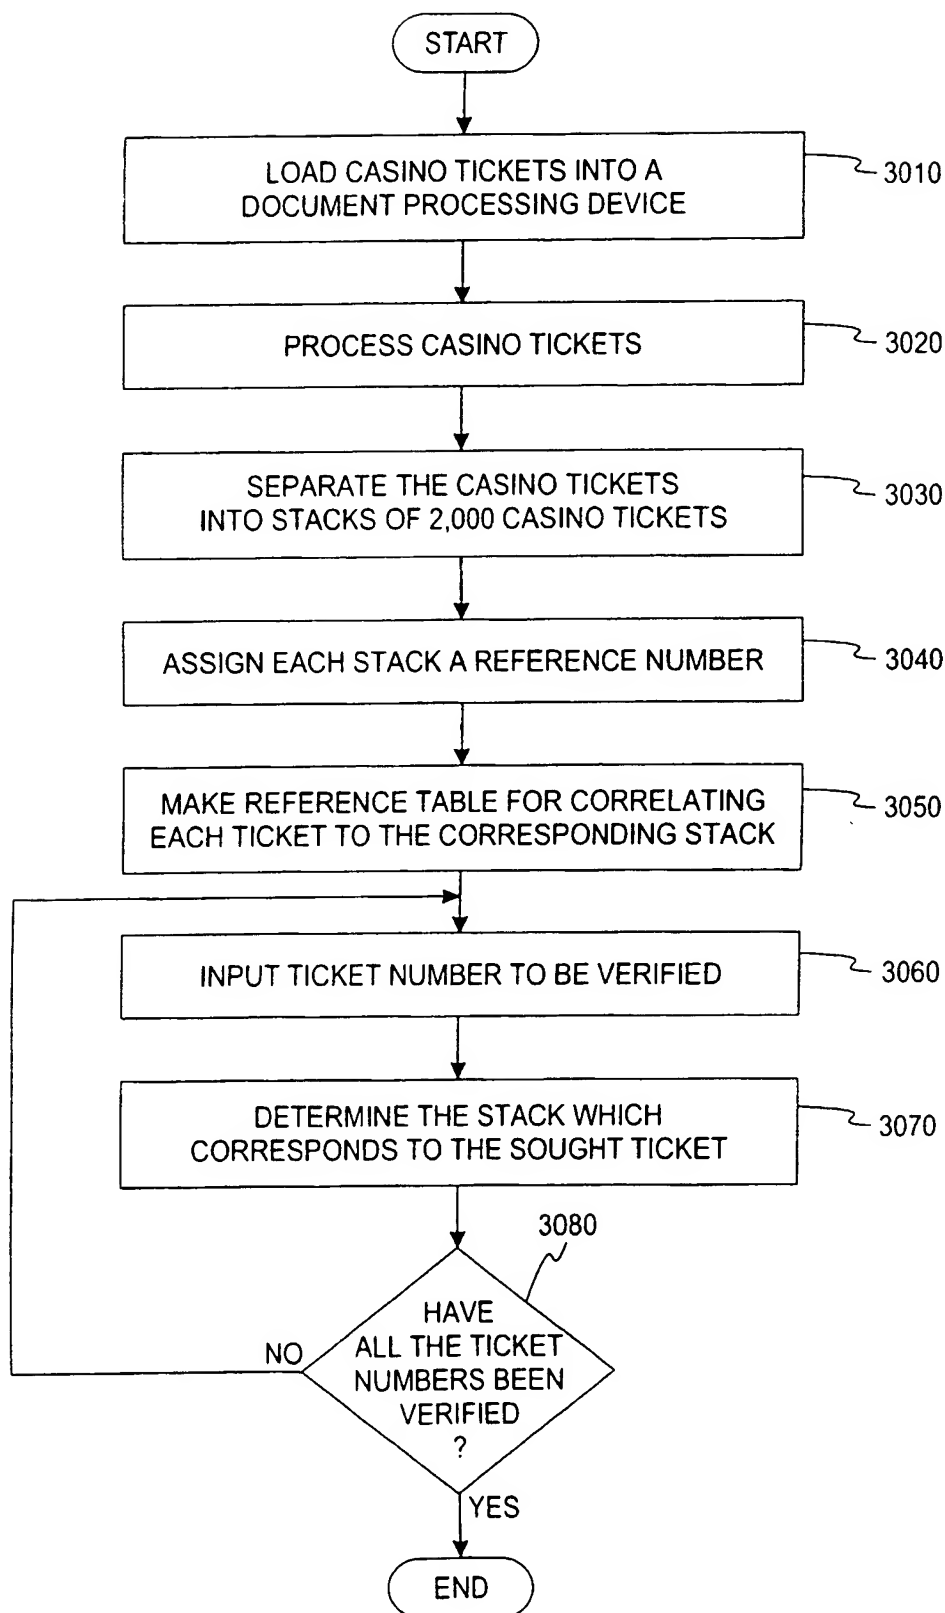 START
LOAD CASINO TICKETS INTO A
DOCUMENT PROCESSING DEVICE
3010
PROCESS CASINO TICKETS
3020
SEPARATE THE CASINO TICKETS
INTO STACKS OF 2,000 CASINO TICKETS
3030
ASSIGN EACH STACK A REFERENCE NUMBER
3040
MAKE REFERENCE TABLE FOR CORRELATING
EACH TICKET TO THE CORRESPONDING STACK
3050
INPUT TICKET NUMBER TO BE VERIFIED
3060
DETERMINE THE STACK WHICH
CORRESPONDS TO THE SOUGHT TICKET
3070
3080
HAVE
ALL THE TICKET
NUMBERS BEEN
VERIFIED
?
NO
YES
END